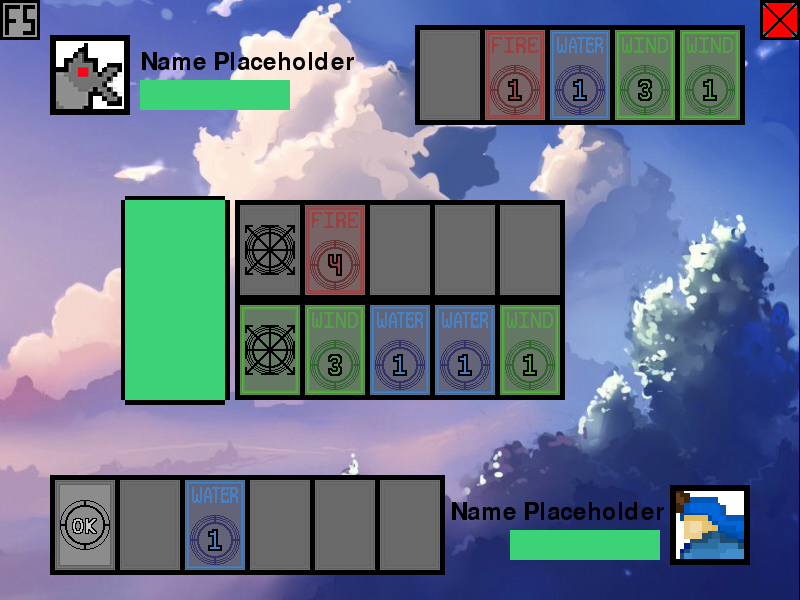 FS
Name Placeholder
FIRE WATER WIND WIND
1 1 3 1
FIRE
4
WIND WATER WATER WIND
3 1 1 1
WATER
OK 1
Name Placeholder